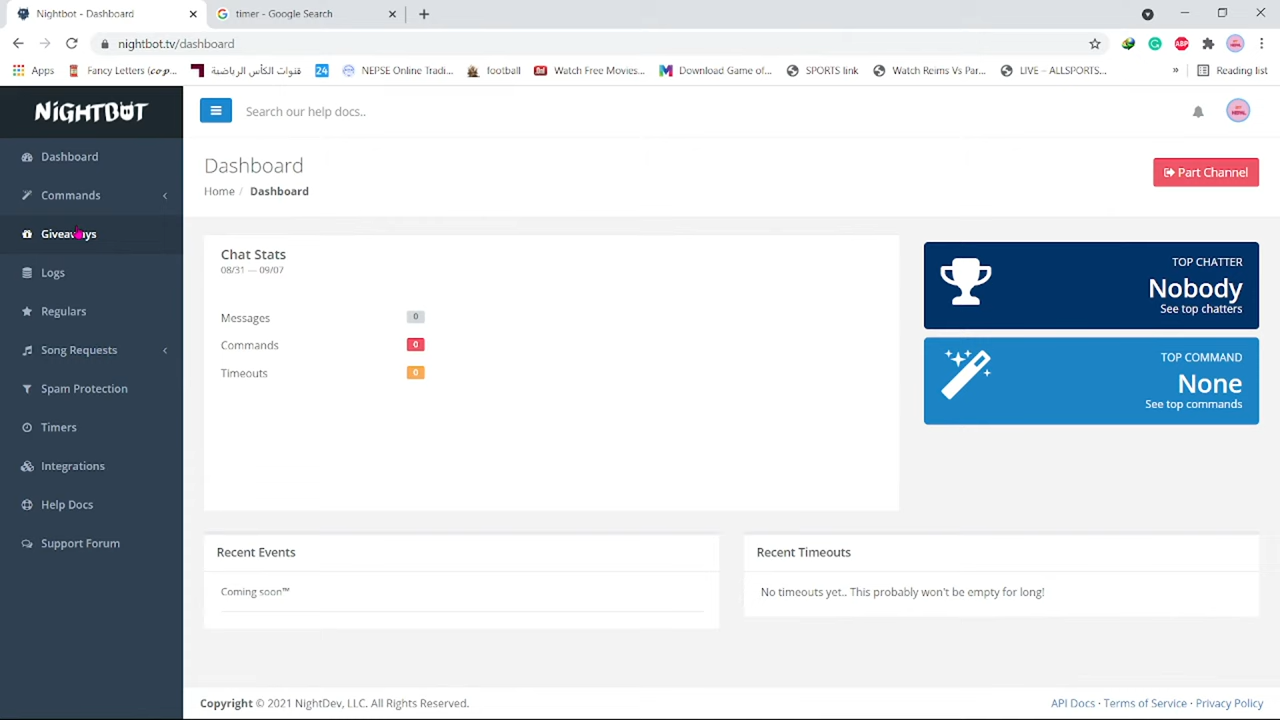 Nightbot - Dashboard
timer - Google Search
nightbot.tv/dashboard
ABP
Apps
Fancy Letters (𝓬𝓸𝓹...
قنوات الكأس الرياضية
24
NEPSE Online Tradi...
football
Watch Free Movies...
Download Game of...
SPORTS link
Watch Reims Vs Par...
LIVE – ALLSPORTS...
»
Reading list
NIGHTBOT
Search our help docs..
Dashboard
Commands
Giveaways
Logs
Regulars
Song Requests
Spam Protection
Timers
Integrations
Help Docs
Support Forum
Dashboard
Home / Dashboard
Part Channel
Chat Stats
08/31 — 09/07
Messages 0
Commands 0
Timeouts 0
TOP CHATTER
Nobody
See top chatters
TOP COMMAND
None
See top commands
Recent Events
Coming soon™
Recent Timeouts
No timeouts yet.. This probably won't be empty for long!
Copyright © 2021 NightDev, LLC. All Rights Reserved.
API Docs · Terms of Service · Privacy Policy